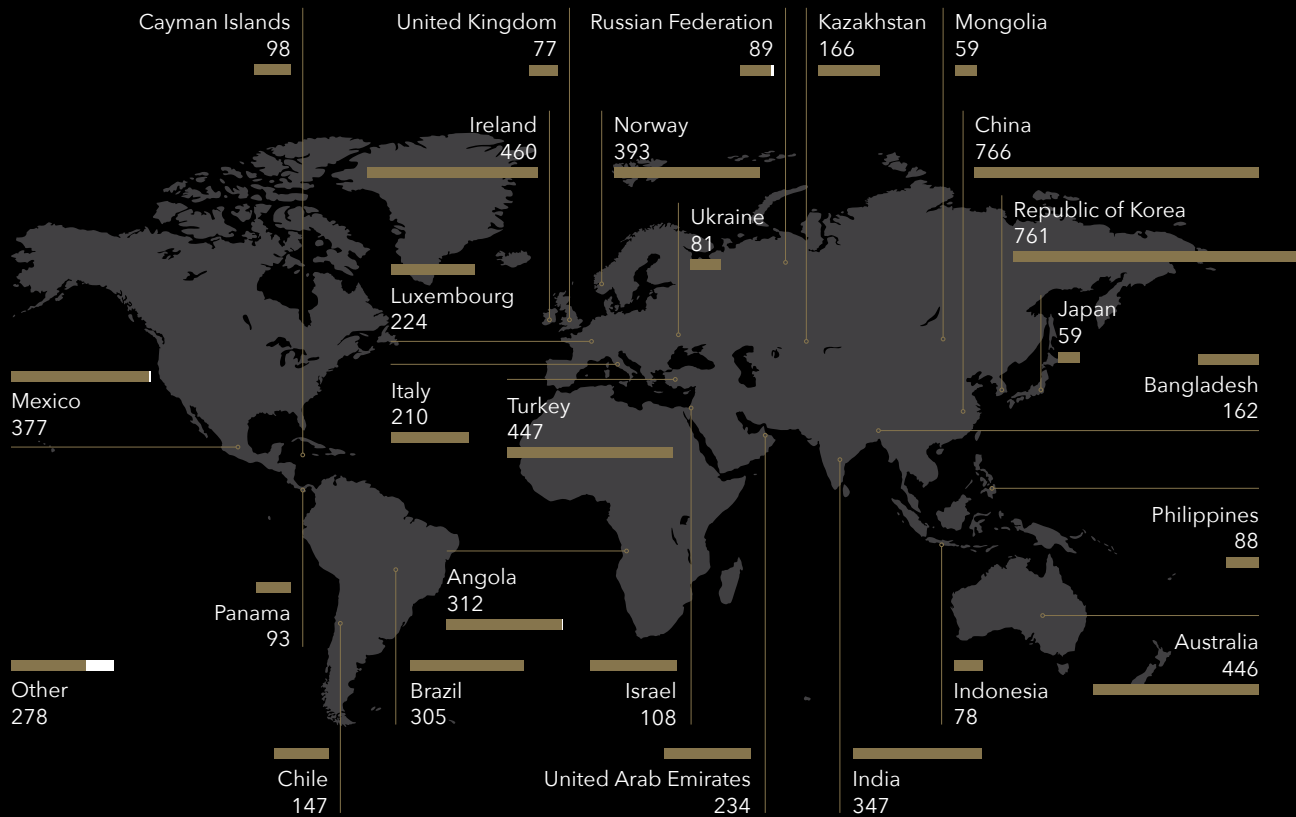 Cayman Islands
98
United Kingdom
77
Russian Federation
89
Kazakhstan
166
Mongolia
59
Ireland
460
Norway
393
China
766
Ukraine
81
Republic of Korea
761
Luxembourg
224
Japan
59
Mexico
377
Italy
210
Turkey
447
Bangladesh
162
Philippines
88
Panama
93
Angola
312
Australia
446
Other
278
Brazil
305
Israel
108
Indonesia
78
Chile
147
United Arab Emirates
234
India
347